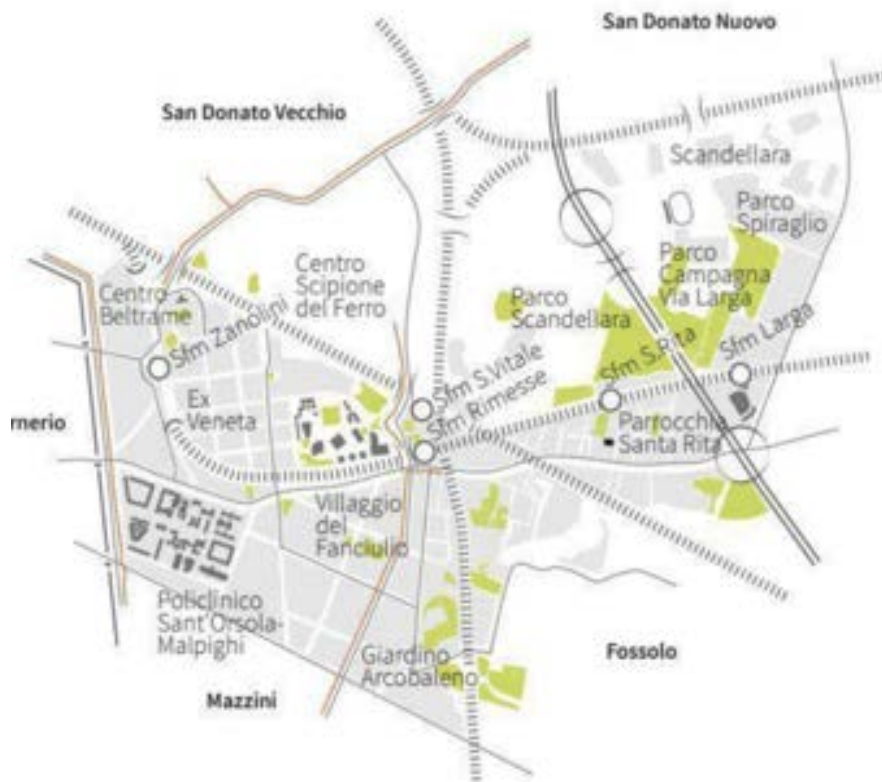 San Donato Nuovo
San Donato Vecchio
Scandellara
Parco
Spiraglio
Parco
Campagna
Via Larga
Centro
Scipione
del Ferro
Centro
Beltrame
Parco
Scandellara
Sfm Zanolini
Sfm S.Vitale
Sfm Rimesse
Sfm S.Rita
Sfm Larga
Ex
Veneta
rnerio
Parrocchia
Santa Rita
Villaggio
del
Fanciullo
Policlinico
Sant'Orsola-
Malpighi
Giardino
Arcobaleno
Fossolo
Mazzini